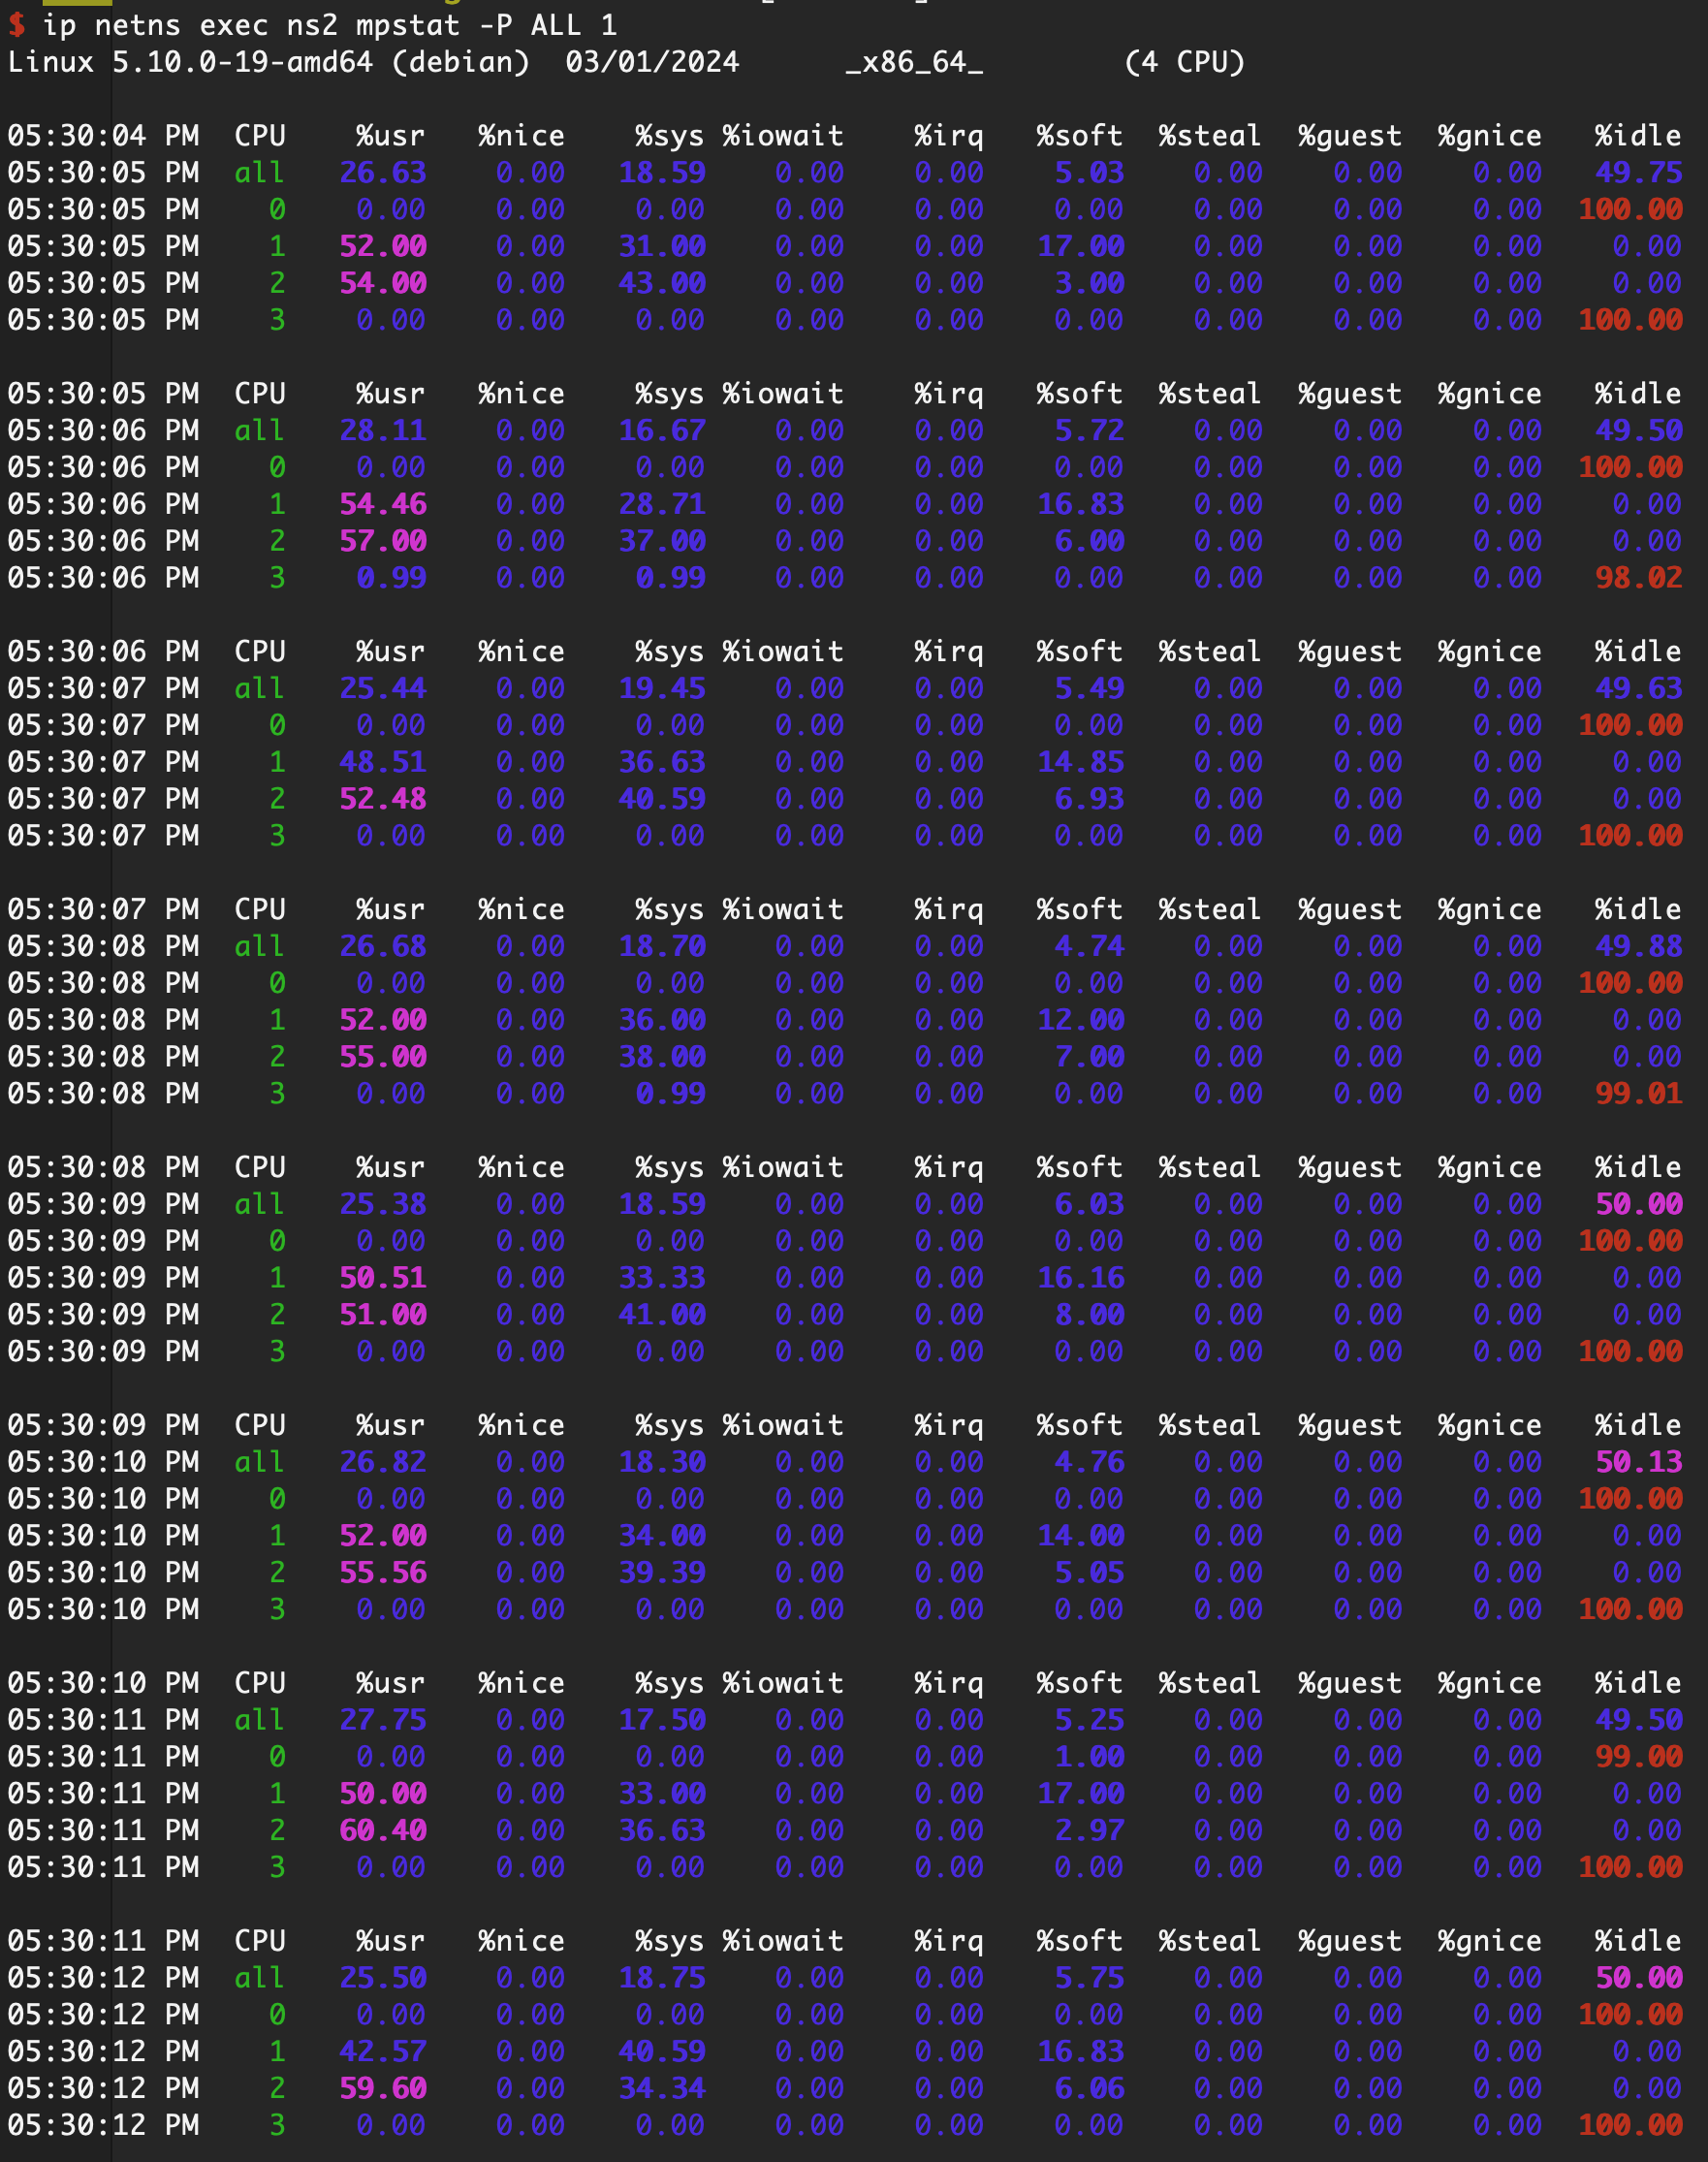 $ ip netns exec ns2 mpstat -P ALL 1
Linux 5.10.0-19-amd64 (debian)  03/01/2024  _x86_64_  (4 CPU)

05:30:04 PM  CPU  %usr  %nice  %sys %iowait  %irq  %soft  %steal  %guest  %gnice  %idle
05:30:05 PM  all  26.63  0.00  18.59  0.00  0.00  5.03  0.00  0.00  0.00  49.75
05:30:05 PM  0  0.00  0.00  0.00  0.00  0.00  0.00  0.00  0.00  0.00  100.00
05:30:05 PM  1  52.00  0.00  31.00  0.00  0.00  17.00  0.00  0.00  0.00  0.00
05:30:05 PM  2  54.00  0.00  43.00  0.00  0.00  3.00  0.00  0.00  0.00  0.00
05:30:05 PM  3  0.00  0.00  0.00  0.00  0.00  0.00  0.00  0.00  0.00  100.00

05:30:05 PM  CPU  %usr  %nice  %sys %iowait  %irq  %soft  %steal  %guest  %gnice  %idle
05:30:06 PM  all  28.11  0.00  16.67  0.00  0.00  5.72  0.00  0.00  0.00  49.50
05:30:06 PM  0  0.00  0.00  0.00  0.00  0.00  0.00  0.00  0.00  0.00  100.00
05:30:06 PM  1  54.46  0.00  28.71  0.00  0.00  16.83  0.00  0.00  0.00  0.00
05:30:06 PM  2  57.00  0.00  37.00  0.00  0.00  6.00  0.00  0.00  0.00  0.00
05:30:06 PM  3  0.99  0.00  0.99  0.00  0.00  0.00  0.00  0.00  0.00  98.02

05:30:06 PM  CPU  %usr  %nice  %sys %iowait  %irq  %soft  %steal  %guest  %gnice  %idle
05:30:07 PM  all  25.44  0.00  19.45  0.00  0.00  5.49  0.00  0.00  0.00  49.63
05:30:07 PM  0  0.00  0.00  0.00  0.00  0.00  0.00  0.00  0.00  0.00  100.00
05:30:07 PM  1  48.51  0.00  36.63  0.00  0.00  14.85  0.00  0.00  0.00  0.00
05:30:07 PM  2  52.48  0.00  40.59  0.00  0.00  6.93  0.00  0.00  0.00  0.00
05:30:07 PM  3  0.00  0.00  0.00  0.00  0.00  0.00  0.00  0.00  0.00  100.00

05:30:07 PM  CPU  %usr  %nice  %sys %iowait  %irq  %soft  %steal  %guest  %gnice  %idle
05:30:08 PM  all  26.68  0.00  18.70  0.00  0.00  4.74  0.00  0.00  0.00  49.88
05:30:08 PM  0  0.00  0.00  0.00  0.00  0.00  0.00  0.00  0.00  0.00  100.00
05:30:08 PM  1  52.00  0.00  36.00  0.00  0.00  12.00  0.00  0.00  0.00  0.00
05:30:08 PM  2  55.00  0.00  38.00  0.00  0.00  7.00  0.00  0.00  0.00  0.00
05:30:08 PM  3  0.00  0.00  0.99  0.00  0.00  0.00  0.00  0.00  0.00  99.01

05:30:08 PM  CPU  %usr  %nice  %sys %iowait  %irq  %soft  %steal  %guest  %gnice  %idle
05:30:09 PM  all  25.38  0.00  18.59  0.00  0.00  6.03  0.00  0.00  0.00  50.00
05:30:09 PM  0  0.00  0.00  0.00  0.00  0.00  0.00  0.00  0.00  0.00  100.00
05:30:09 PM  1  50.51  0.00  33.33  0.00  0.00  16.16  0.00  0.00  0.00  0.00
05:30:09 PM  2  51.00  0.00  41.00  0.00  0.00  8.00  0.00  0.00  0.00  0.00
05:30:09 PM  3  0.00  0.00  0.00  0.00  0.00  0.00  0.00  0.00  0.00  100.00

05:30:09 PM  CPU  %usr  %nice  %sys %iowait  %irq  %soft  %steal  %guest  %gnice  %idle
05:30:10 PM  all  26.82  0.00  18.30  0.00  0.00  4.76  0.00  0.00  0.00  50.13
05:30:10 PM  0  0.00  0.00  0.00  0.00  0.00  0.00  0.00  0.00  0.00  100.00
05:30:10 PM  1  52.00  0.00  34.00  0.00  0.00  14.00  0.00  0.00  0.00  0.00
05:30:10 PM  2  55.56  0.00  39.39  0.00  0.00  5.05  0.00  0.00  0.00  0.00
05:30:10 PM  3  0.00  0.00  0.00  0.00  0.00  0.00  0.00  0.00  0.00  100.00

05:30:10 PM  CPU  %usr  %nice  %sys %iowait  %irq  %soft  %steal  %guest  %gnice  %idle
05:30:11 PM  all  27.75  0.00  17.50  0.00  0.00  5.25  0.00  0.00  0.00  49.50
05:30:11 PM  0  0.00  0.00  0.00  0.00  0.00  1.00  0.00  0.00  0.00  99.00
05:30:11 PM  1  50.00  0.00  33.00  0.00  0.00  17.00  0.00  0.00  0.00  0.00
05:30:11 PM  2  60.40  0.00  36.63  0.00  0.00  2.97  0.00  0.00  0.00  0.00
05:30:11 PM  3  0.00  0.00  0.00  0.00  0.00  0.00  0.00  0.00  0.00  100.00

05:30:11 PM  CPU  %usr  %nice  %sys %iowait  %irq  %soft  %steal  %guest  %gnice  %idle
05:30:12 PM  all  25.50  0.00  18.75  0.00  0.00  5.75  0.00  0.00  0.00  50.00
05:30:12 PM  0  0.00  0.00  0.00  0.00  0.00  0.00  0.00  0.00  0.00  100.00
05:30:12 PM  1  42.57  0.00  40.59  0.00  0.00  16.83  0.00  0.00  0.00  0.00
05:30:12 PM  2  59.60  0.00  34.34  0.00  0.00  6.06  0.00  0.00  0.00  0.00
05:30:12 PM  3  0.00  0.00  0.00  0.00  0.00  0.00  0.00  0.00  0.00  100.00